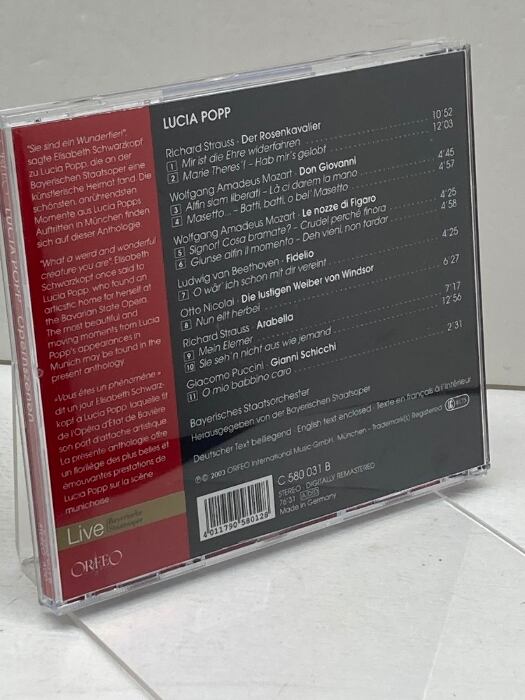 LUCIA POPP
Richard Strauss · Der Rosenkavalier
1 Mir ist die Ehre widerfahren 10'52
2 Marie Theres'! – Hab mir's gelobt 12'03
Wolfgang Amadeus Mozart · Don Giovanni
3 Alfin siam liberati – Là ci darem la mano 4'45
4 Masetto... – Batti, batti, o bel Masetto 4'57
Wolfgang Amadeus Mozart · Le nozze di Figaro
5 Signor! Cosa bramate? – Crudel perché finora 4'25
6 Giunse alfin il momento – Deh vieni, non tardar 4'58
Ludwig van Beethoven · Fidelio
7 O wär' ich schon mit dir vereint 4'25
Otto Nicolai · Die lustigen Weiber von Windsor
8 Nun eilt herbei 6'27
Richard Strauss · Arabella
9 Mein Elemer 7'17
10 Sie seh'n nicht aus wie jemand 12'56
Giacomo Puccini · Gianni Schicchi
11 O mio babbino caro 2'31
Bayerisches Staatsorchester
Herausgegeben von der Bayerischen Staatsoper
Deutscher Text beiliegend · English text enclosed · Texte en français à l'intérieur
℗ © 2003 ORFEO International Music GmbH, München – Trademark(s) Registered
C 580 031 B
STEREO · DIGITALLY REMASTERED
76:31 ADD
Made in Germany
4 011790 580128
"Sie sind ein Wundertier!",
sagte Elisabeth Schwarzkopf
zu Lucia Popp, die an der
Bayerischen Staatsoper eine
künstlerische Heimat fand. Die
schönsten, anrührendsten
Momente aus Lucia Popps
Auftritten in München finden
sich auf dieser Anthologie.
"What a weird and wonderful
creature you are" Elisabeth
Schwarzkopf once said to
Lucia Popp, who found an
artictic home for herself at
the Bavarian State Opera.
The most beautiful and
moving moments from Lucia
Popp's appearances in
Munich may be found in the
present anthology
«Vous êtes un phénomène»
dit un jour Elisabeth Schwarz-
kopf à Lucia Popp, laquelle fit
de l'Opéra d'Etat de Bavière
son port d'attache artistique.
La présente anthologie offre
un florilège des plus belles et
émouvantes prestations de
Lucia Popp sur la scène
munichoise
Live Bayerische
Staatsoper
ORFEO
LUCIA POPP · Opernszenen